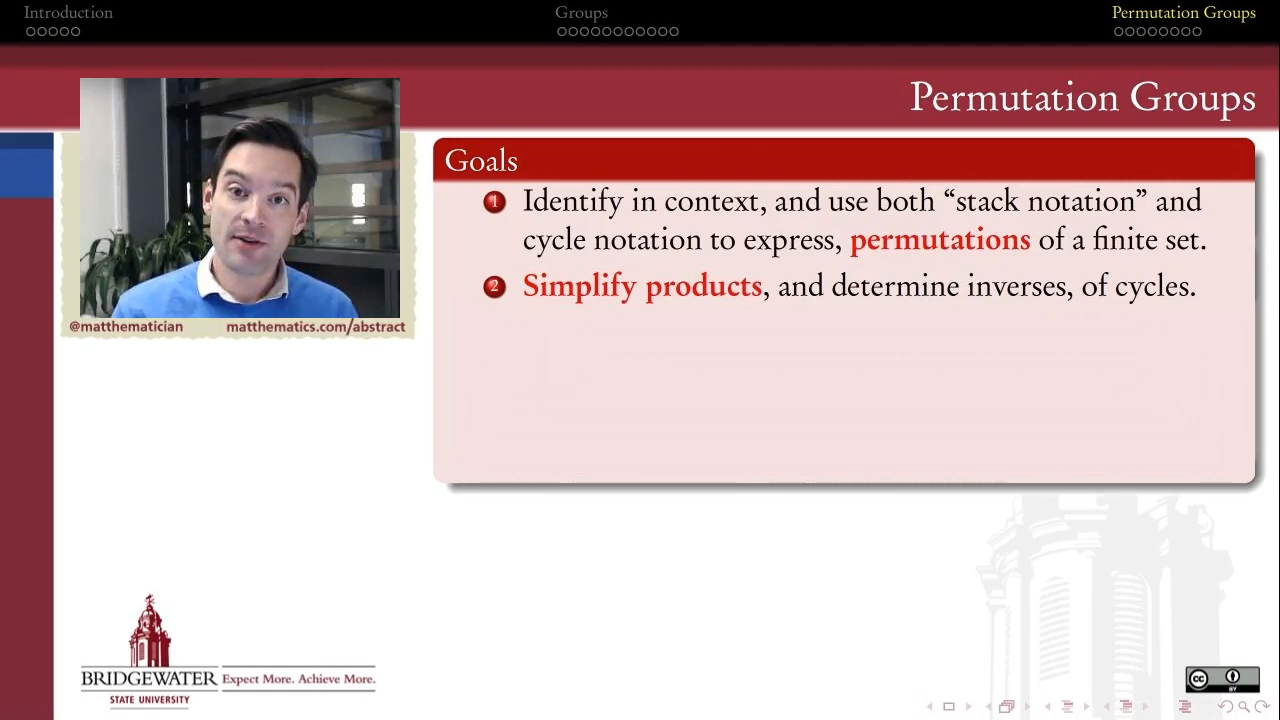 Introduction
Groups
Permutation Groups
Permutation Groups
@matthematician
matthematics.com/abstract
Goals
1 Identify in context, and use both “stack notation” and
cycle notation to express, permutations of a finite set.
2 Simplify products, and determine inverses, of cycles.
BRIDGEWATER
STATE UNIVERSITY
Expect More. Achieve More.
CC
BY